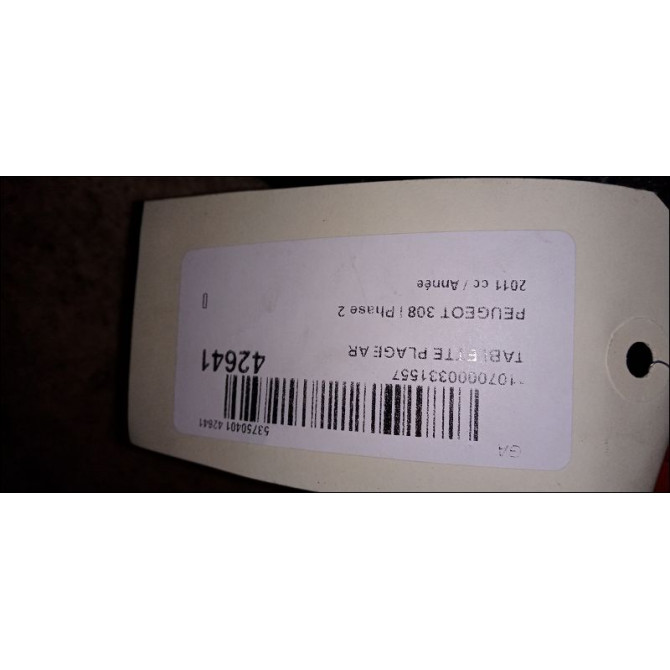 GA
53750401 42641
1070000331557
42641
TABLETTE PLAGE AR
PEUGEOT 308 I Phase 2
2011 cc / Année